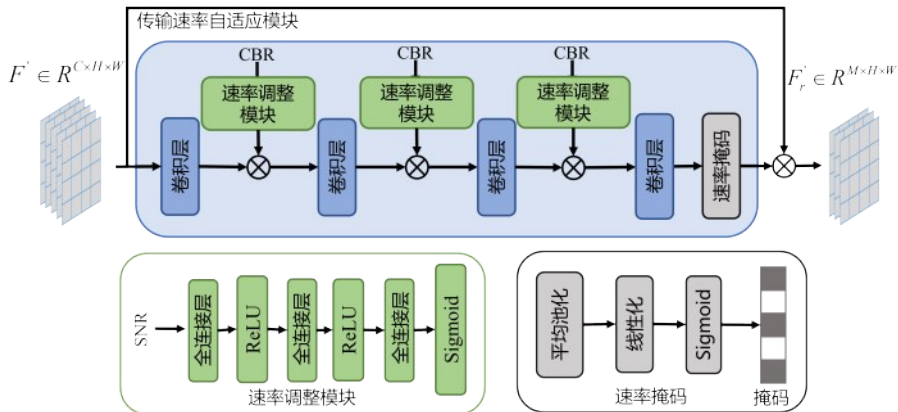 传输速率自适应模块
F' ∈ R^{C×H×W}
CBR
CBR
CBR
F'_r ∈ R^{M×H×W}
速率调整
模块
速率调整
模块
速率调整
模块
卷积层
卷积层
卷积层
卷积层
速率掩码
SNR
全连接层
ReLU
全连接层
ReLU
全连接层
Sigmoid
速率调整模块
平均池化
线性化
Sigmoid
速率掩码
掩码